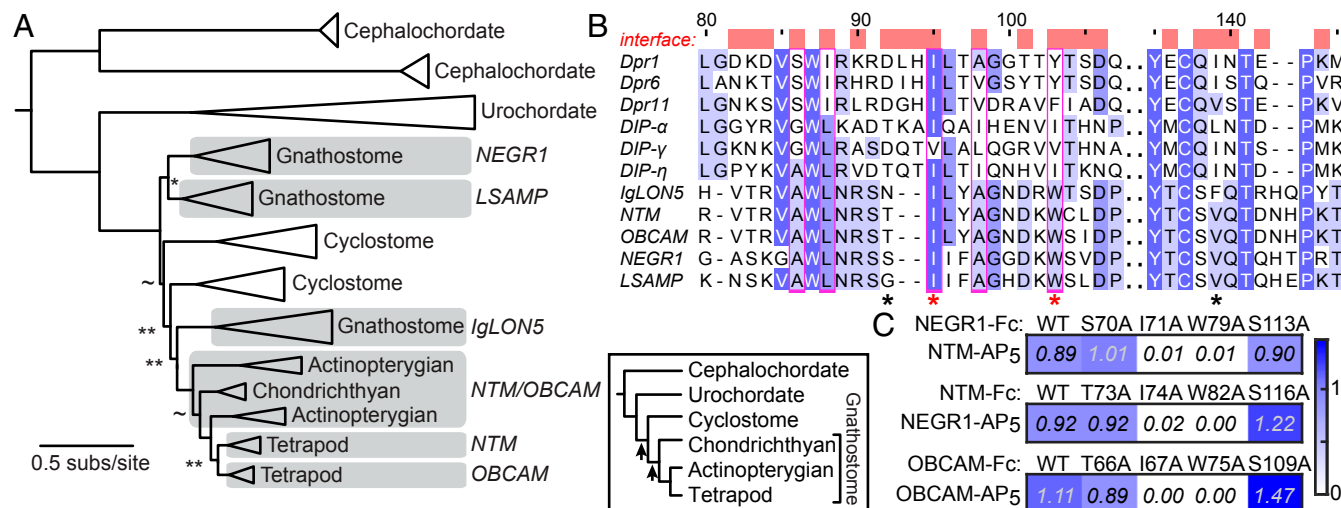 A
Cephalochordate
Cephalochordate
Urochordate
Gnathostome NEGR1
*
Gnathostome LSAMP
Cyclostome
~
Cyclostome
**
Gnathostome IgLON5
**
Actinopterygian
Chondrichthyan NTM/OBCAM
~
Actinopterygian
Tetrapod NTM
**
Tetrapod OBCAM
0.5 subs/site
Cephalochordate
Urochordate
Cyclostome
Chondrichthyan
Actinopterygian
Tetrapod
Gnathostome
B
80 90 100 140
interface:
Dpr1 LGDKDVSWIRKRDLHILTAGGTTYTSDQ..YECQINTE--PKM
Dpr6 LANKTVSWIRHRDIHILTVGSYTYTSDQ..YECQISTQ--PVR
Dpr11 LGNKSVSWIRLRDGHILTVDRAVFIADQ..YECQVSTE--PKV
DIP-α LGGYRVGWLKADTKAIQAIHENVITHNP..YMCQLNTD--PMK
DIP-γ LGKNKVGWLRASDQTVLALQGRVVTHNA..YMCQINTD--PMK
DIP-η LGPYKVAWLRVDTQTILTIQNHVITKNQ..YMCQINTD--PMK
IgLON5 H-VTRVAWLNRSN--ILYAGNDRWTSDP..YTCSFQTRHQPYT
NTM R-VTRVAWLNRST--ILYAGNDKWCLDP..YTCSVQTDNHPKT
OBCAM R-VTRVAWLNRST--ILYAGNDKWSIDP..YTCSVQTDNHPKT
NEGR1 G-ASKGAWLNRSS--IIFAGGDKWSVDP..YTCSVQTQHTPRT
LSAMP K-NSKVAWLNRSG--IIFAGHDKWSLDP..YTCSVQTQHEPKT
* * * *
C
NEGR1-Fc: WT S70A I71A W79A S113A
NTM-AP5 0.89 1.01 0.01 0.01 0.90
NTM-Fc: WT T73A I74A W82A S116A
NEGR1-AP5 0.92 0.92 0.02 0.00 1.22
OBCAM-Fc: WT T66A I67A W75A S109A
OBCAM-AP5 1.11 0.89 0.00 0.00 1.47
1
0